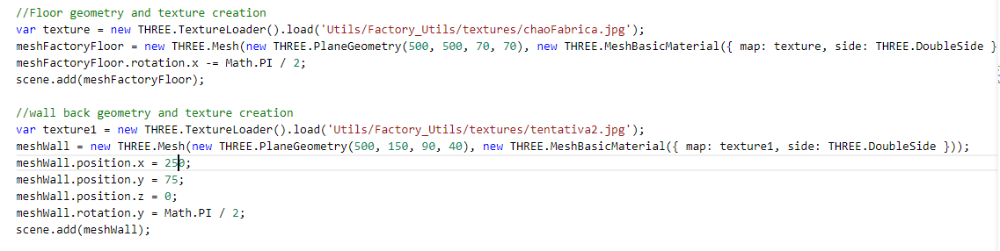 //Floor geometry and texture creation
var texture = new THREE.TextureLoader().load('Utils/Factory_Utils/textures/chaoFabrica.jpg');
meshFactoryFloor = new THREE.Mesh(new THREE.PlaneGeometry(500, 500, 70, 70), new THREE.MeshBasicMaterial({ map: texture, side: THREE.DoubleSide }
meshFactoryFloor.rotation.x -= Math.PI / 2;
scene.add(meshFactoryFloor);
//wall back geometry and texture creation
var texture1 = new THREE.TextureLoader().load('Utils/Factory_Utils/textures/tentativa2.jpg');
meshWall = new THREE.Mesh(new THREE.PlaneGeometry(500, 150, 90, 40), new THREE.MeshBasicMaterial({ map: texture1, side: THREE.DoubleSide }));
meshWall.position.x = 250;
meshWall.position.y = 75;
meshWall.position.z = 0;
meshWall.rotation.y = Math.PI / 2;
scene.add(meshWall);